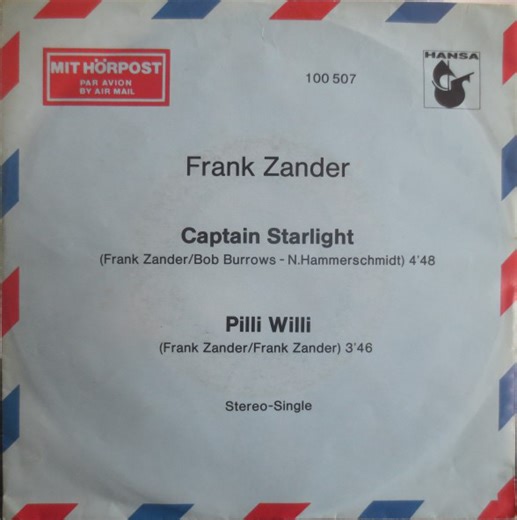 MIT HÖRPOST
PAR AVION
BY AIR MAIL
100 507
HANSA
Frank Zander
Captain Starlight
(Frank Zander/Bob Burrows - N.Hammerschmidt) 4'48
Pilli Willi
(Frank Zander/Frank Zander) 3'46
Stereo-Single